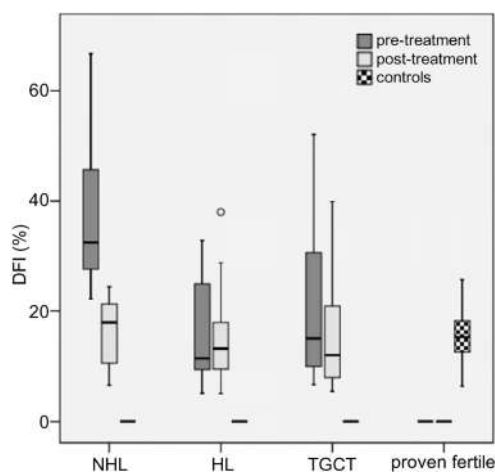 pre-treatment
post-treatment
controls
60
40
20
0
DFI (%)
NHL HL TGCT proven fertile